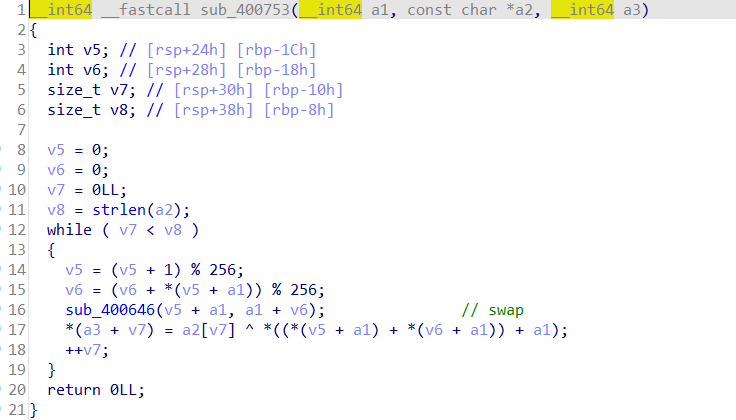 1 __int64 __fastcall sub_400753(__int64 a1, const char *a2, __int64 a3)
2 {
3 int v5; // [rsp+24h] [rbp-1Ch]
4 int v6; // [rsp+28h] [rbp-18h]
5 size_t v7; // [rsp+30h] [rbp-10h]
6 size_t v8; // [rsp+38h] [rbp-8h]
7
8 v5 = 0;
9 v6 = 0;
10 v7 = 0LL;
11 v8 = strlen(a2);
12 while ( v7 < v8 )
13 {
14 v5 = (v5 + 1) % 256;
15 v6 = (v6 + *(v5 + a1)) % 256;
16 sub_400646(v5 + a1, a1 + v6); // swap
17 *(a3 + v7) = a2[v7] ^ *((*(v5 + a1) + *(v6 + a1)) + a1);
18 ++v7;
19 }
20 return 0LL;
21 }